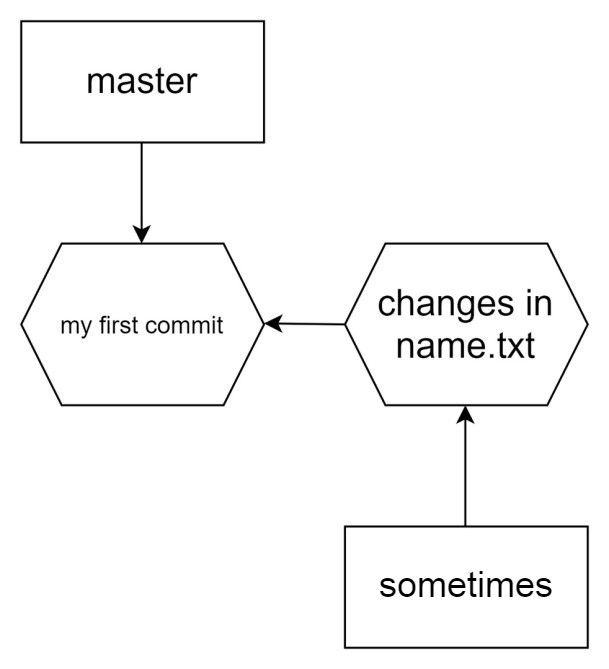 master
my first commit
changes in
name.txt
sometimes